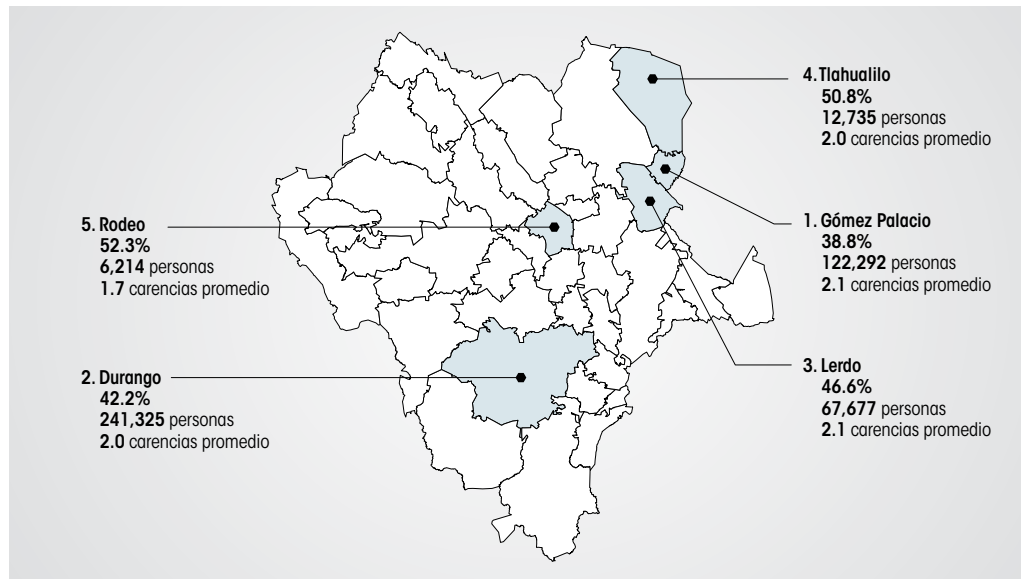 4. Tlahualilo
50.8%
12,735 personas
2.0 carencias promedio
1. Gómez Palacio
38.8%
122,292 personas
2.1 carencias promedio
5. Rodeo
52.3%
6,214 personas
1.7 carencias promedio
3. Lerdo
46.6%
67,677 personas
2.1 carencias promedio
2. Durango
42.2%
241,325 personas
2.0 carencias promedio